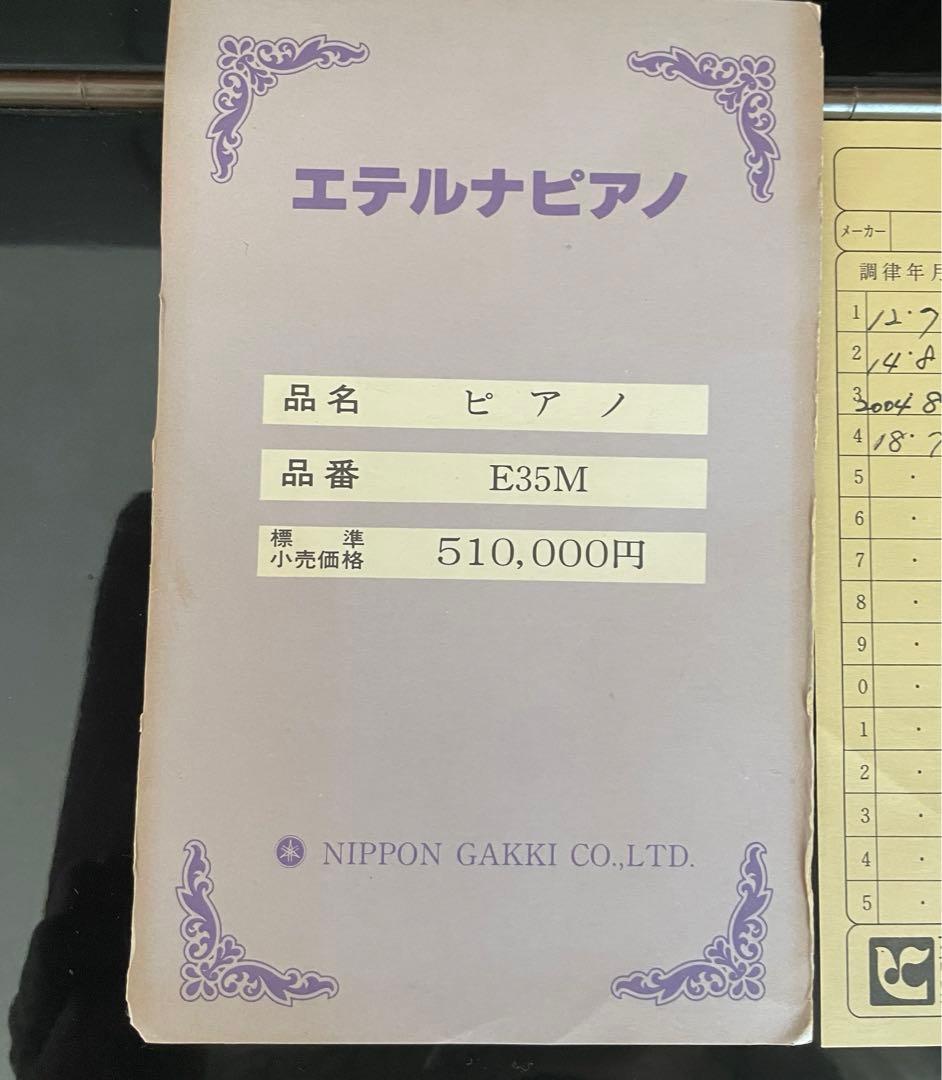 エテルナピアノ
品名 ピアノ
品番 E35M
標準
小売価格 510,000円
NIPPON GAKKI CO.,LTD.
メーカー
調律年月
1 12・7
2 14・8
3 2004 8
4 18・7
5 ・
6 ・
7 ・
8 ・
9 ・
0 ・
1 ・
2 ・
3 ・
4 ・
5 ・